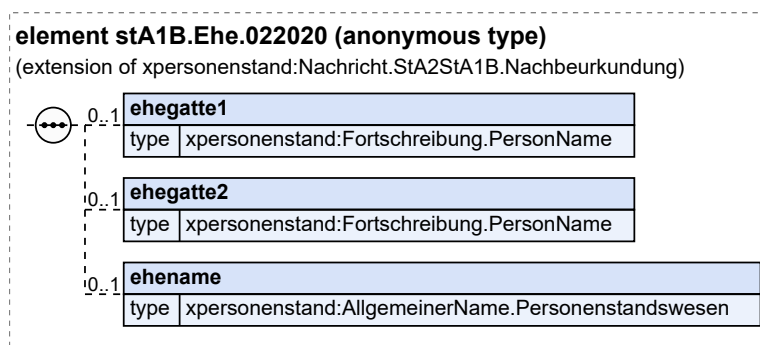 element stA1B.Ehe.022020 (anonymous type)
(extension of xpersonenstand:Nachricht.StA2StA1B.Nachbeurkundung)
0..1 ehegatte1
type xpersonenstand:Fortschreibung.PersonName
0..1 ehegatte2
type xpersonenstand:Fortschreibung.PersonName
0..1 ehename
type xpersonenstand:AllgemeinerName.Personenstandswesen